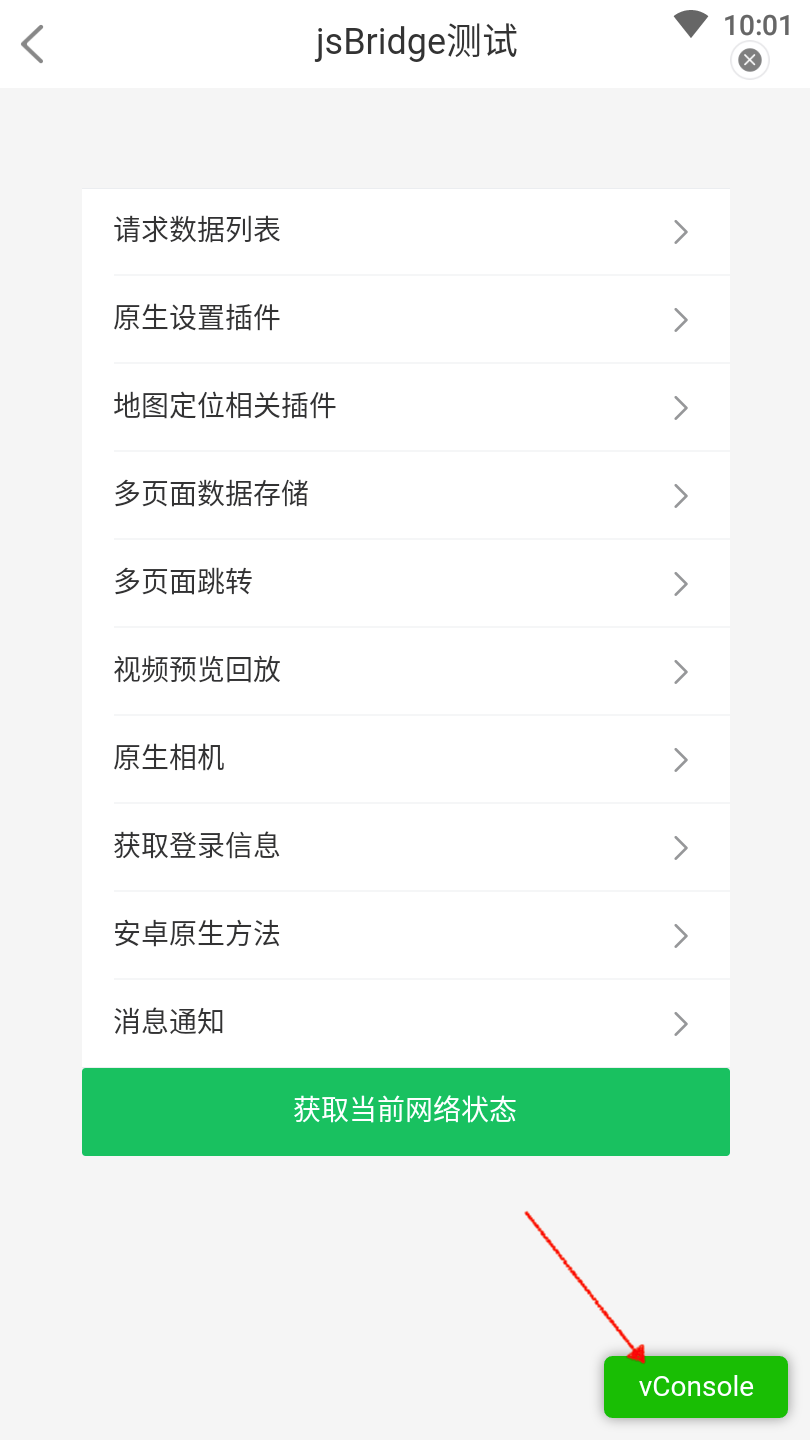 jsBridge测试
10:01
请求数据列表
原生设置插件
地图定位相关插件
多页面数据存储
多页面跳转
视频预览回放
原生相机
获取登录信息
安卓原生方法
消息通知
获取当前网络状态
vConsole